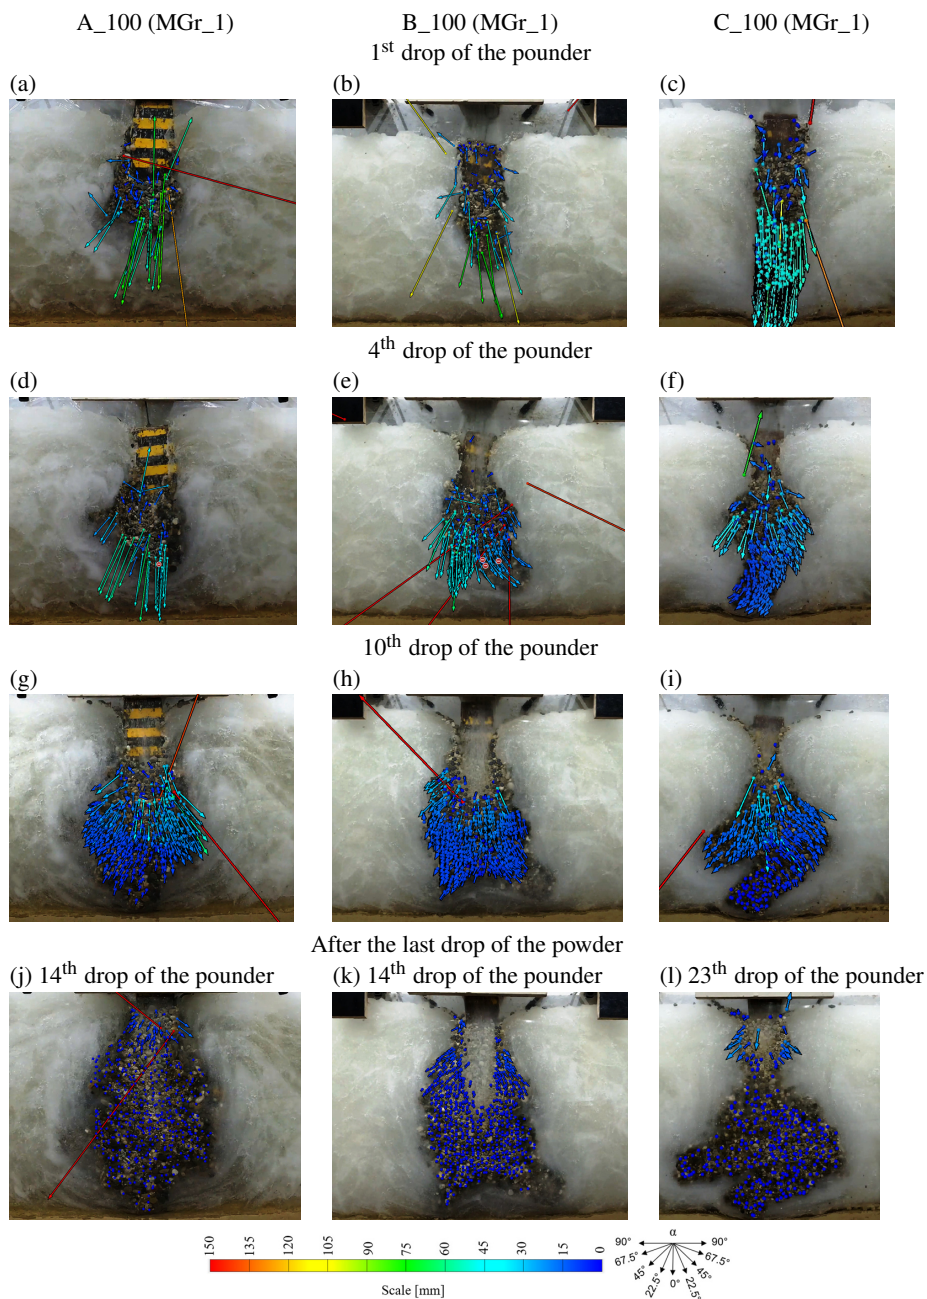 A_100 (MGr_1) B_100 (MGr_1) C_100 (MGr_1)
1st drop of the pounder
(a) (b) (c)
4th drop of the pounder
(d) (e) (f)
10th drop of the pounder
(g) (h) (i)
After the last drop of the powder
(j) 14th drop of the pounder (k) 14th drop of the pounder (l) 23th drop of the pounder
150 135 120 105 90 75 60 45 30 15 0
Scale [mm]
α
90° 90°
67.5° 67.5°
45° 45°
22.5° 0° 22.5°